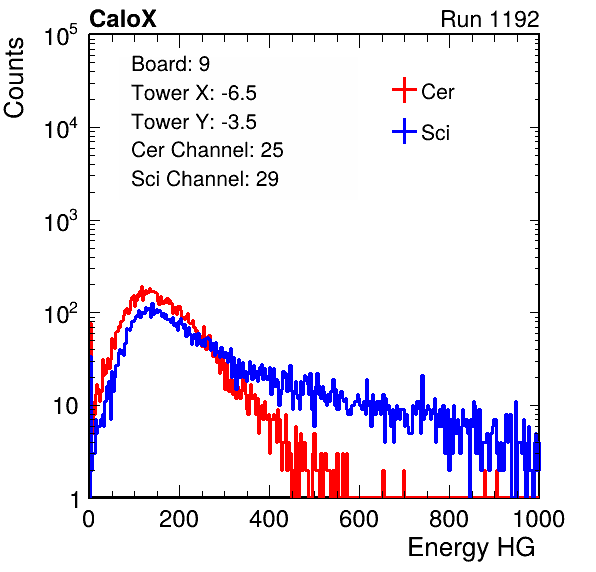 CaloX Run 1192
Counts
Board: 9
Tower X: -6.5
Tower Y: -3.5
Cer Channel: 25
Sci Channel: 29
Cer
Sci
10^5
10^4
10^3
10^2
10
1
0 200 400 600 800 1000
Energy HG